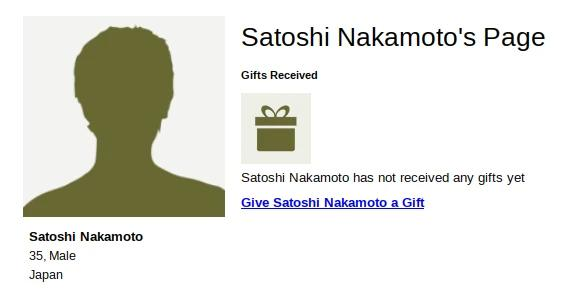 Satoshi Nakamoto's Page
Gifts Received
Satoshi Nakamoto has not received any gifts yet
Give Satoshi Nakamoto a Gift
Satoshi Nakamoto
35, Male
Japan